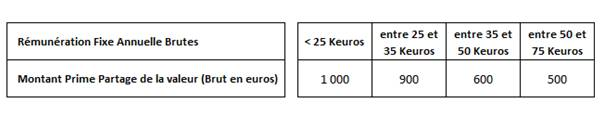 Rémunération Fixe Annuelle Brutes
< 25 Keuros
entre 25 et
35 Keuros
entre 35 et
50 Keuros
entre 50 et
75 Keuros
Montant Prime Partage de la valeur (Brut en euros)
1 000
900
600
500